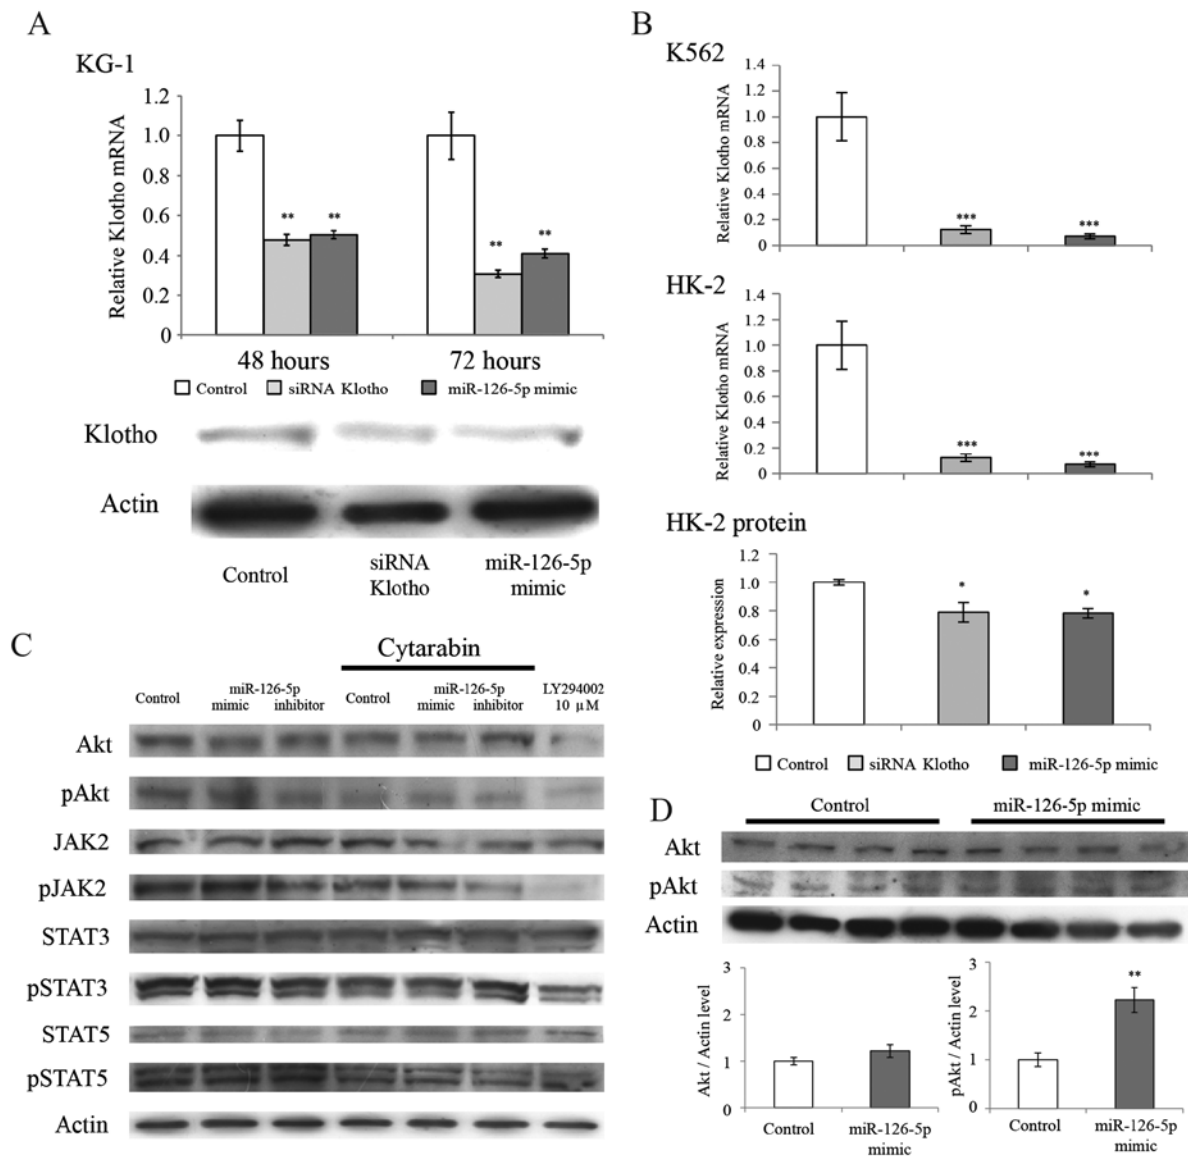 A
KG-1
Relative Klotho mRNA
1.2
1.0
0.8
0.6
0.4
0.2
0
** **
** **
48 hours 72 hours
Control siRNA Klotho miR-126-5p mimic
Klotho
Actin
Control siRNA Klotho miR-126-5p mimic
B
K562
Relative Klotho mRNA
1.4
1.2
1.0
0.8
0.6
0.4
0.2
0
*** ***
HK-2
Relative Klotho mRNA
1.4
1.2
1.0
0.8
0.6
0.4
0.2
0
*** ***
HK-2 protein
Relative expression
1.2
1.0
0.8
0.6
0.4
0.2
0
* *
Control siRNA Klotho miR-126-5p mimic
C
Cytarabin
Control miR-126-5p mimic inhibitor Control miR-126-5p mimic inhibitor LY294002 10 μM
Akt
pAkt
JAK2
pJAK2
STAT3
pSTAT3
STAT5
pSTAT5
Actin
D
Control miR-126-5p mimic
Akt
pAkt
Actin
Akt / Actin level
3
2
1
0
Control miR-126-5p mimic
pAkt / Actin level
3
2
1
0
**
Control miR-126-5p mimic